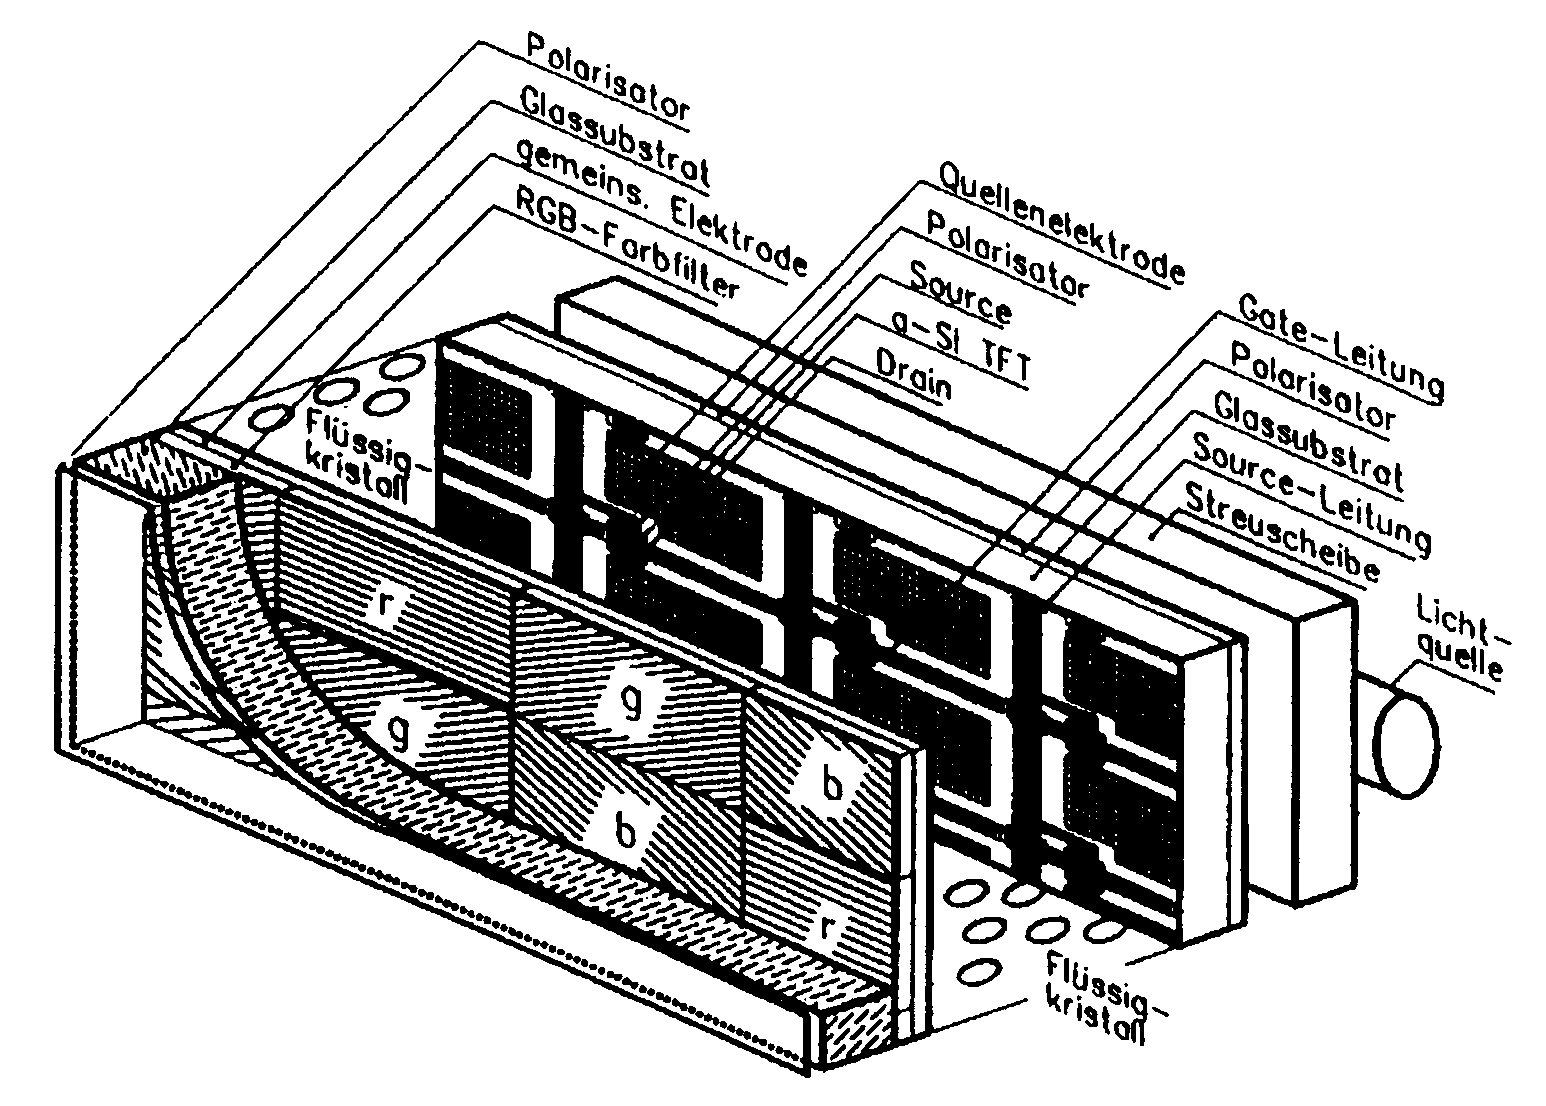 Polarisator
Glassubstrat
gemeins. Elektrode
RGB-Farbfilter
Quellenelektrode
Polarisator
Source
a-SI TFT
Drain
Gate-Leitung
Polarisator
Glassubstrat
Source-Leitung
Streuscheibe
Licht-
quelle
Flüssig-
kristall
r
g
b
g
b
r
Flüssig-
kristall